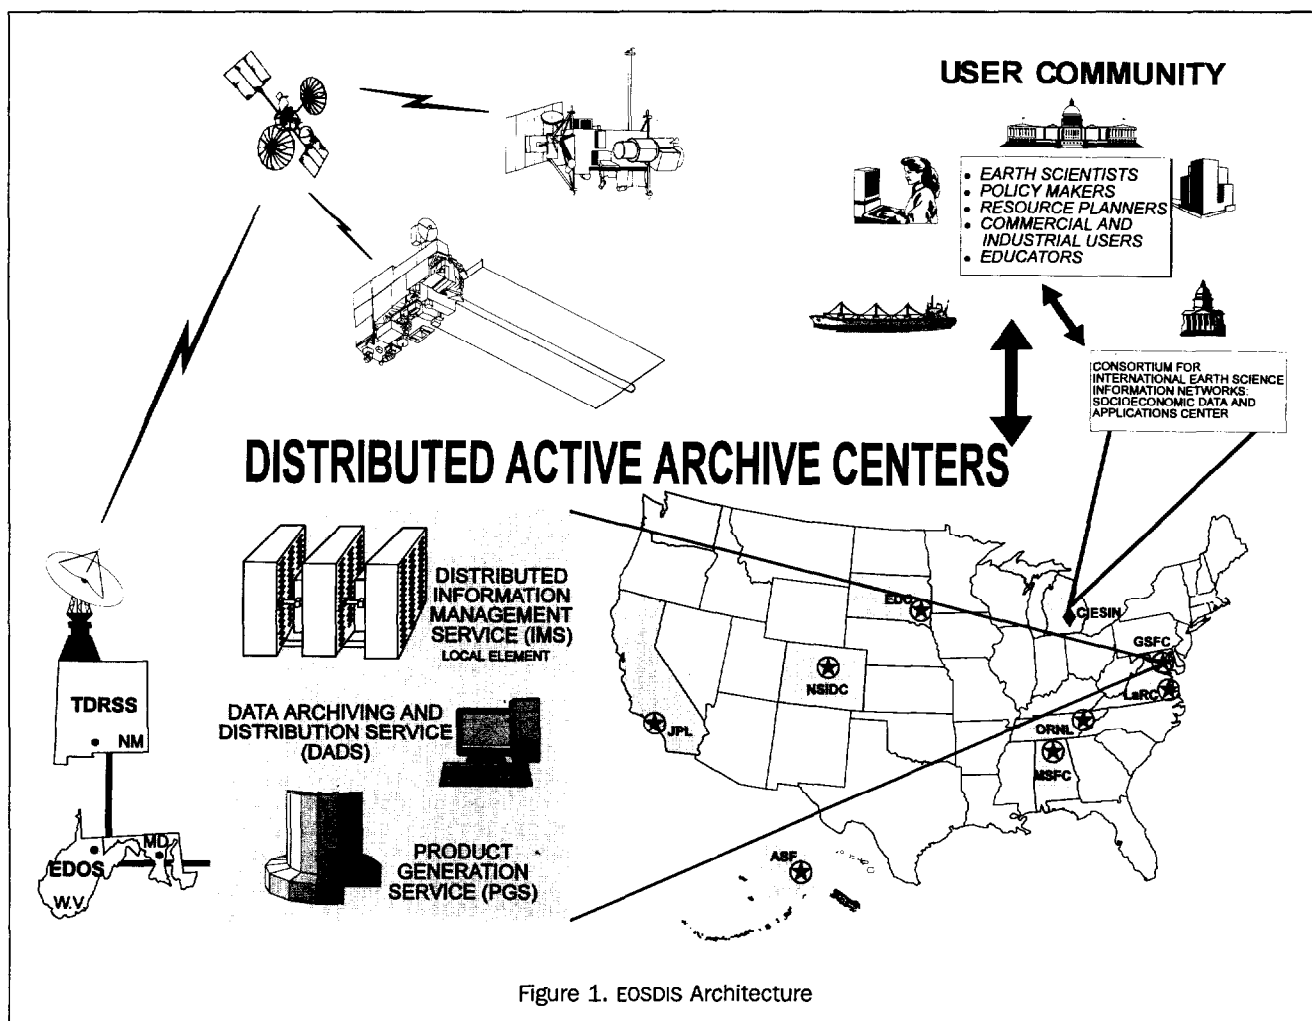 USER COMMUNITY
• EARTH SCIENTISTS
• POLICY MAKERS
• RESOURCE PLANNERS
• COMMERCIAL AND
INDUSTRIAL USERS
• EDUCATORS
CONSORTIUM FOR
INTERNATIONAL EARTH SCIENCE
INFORMATION NETWORKS:
SOCIOECONOMIC DATA AND
APPLICATIONS CENTER
DISTRIBUTED ACTIVE ARCHIVE CENTERS
DISTRIBUTED
INFORMATION
MANAGEMENT
SERVICE (IMS)
LOCAL ELEMENT
DATA ARCHIVING AND
DISTRIBUTION SERVICE
(DADS)
PRODUCT
GENERATION
SERVICE (PGS)
TDRSS
NM
MD
EDOS
W.V.
EDC
CIESIN
GSFC
NSIDC
LaRC
JPL
ORNL
MSFC
ASF
Figure 1. EOSDIS Architecture